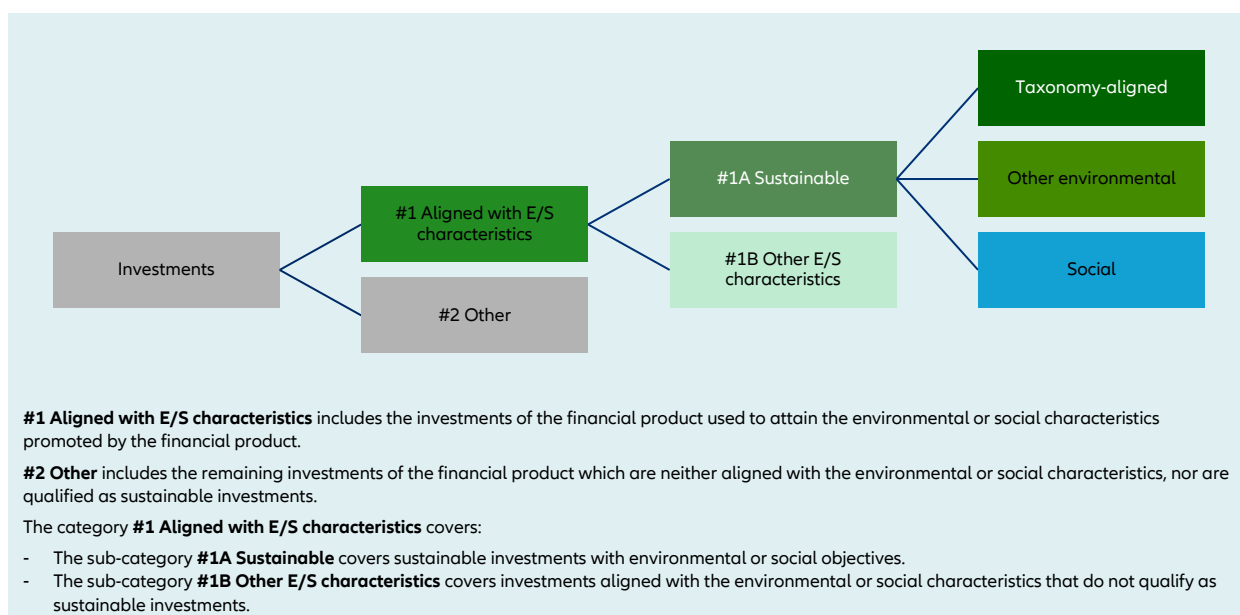 Taxonomy-aligned
#1A Sustainable
Other environmental
#1 Aligned with E/S
characteristics
#1B Other E/S
characteristics
Investments
Social
#2 Other
#1 Aligned with E/S characteristics includes the investments of the financial product used to attain the environmental or social characteristics
promoted by the financial product.
#2 Other includes the remaining investments of the financial product which are neither aligned with the environmental or social characteristics, nor are
qualified as sustainable investments.
The category #1 Aligned with E/S characteristics covers:
- The sub-category #1A Sustainable covers sustainable investments with environmental or social objectives.
- The sub-category #1B Other E/S characteristics covers investments aligned with the environmental or social characteristics that do not qualify as
sustainable investments.